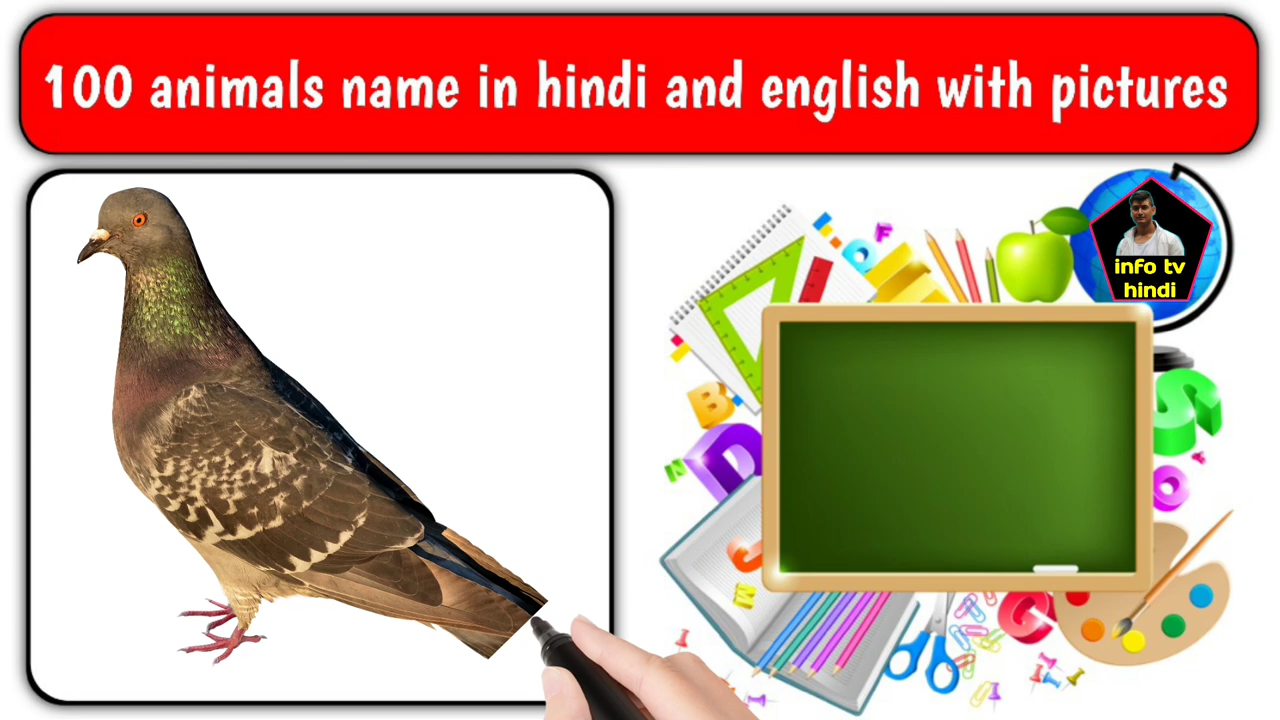 100 animals name in hindi and english with pictures
info tv
hindi
F
B
D
N
S
J
W
G